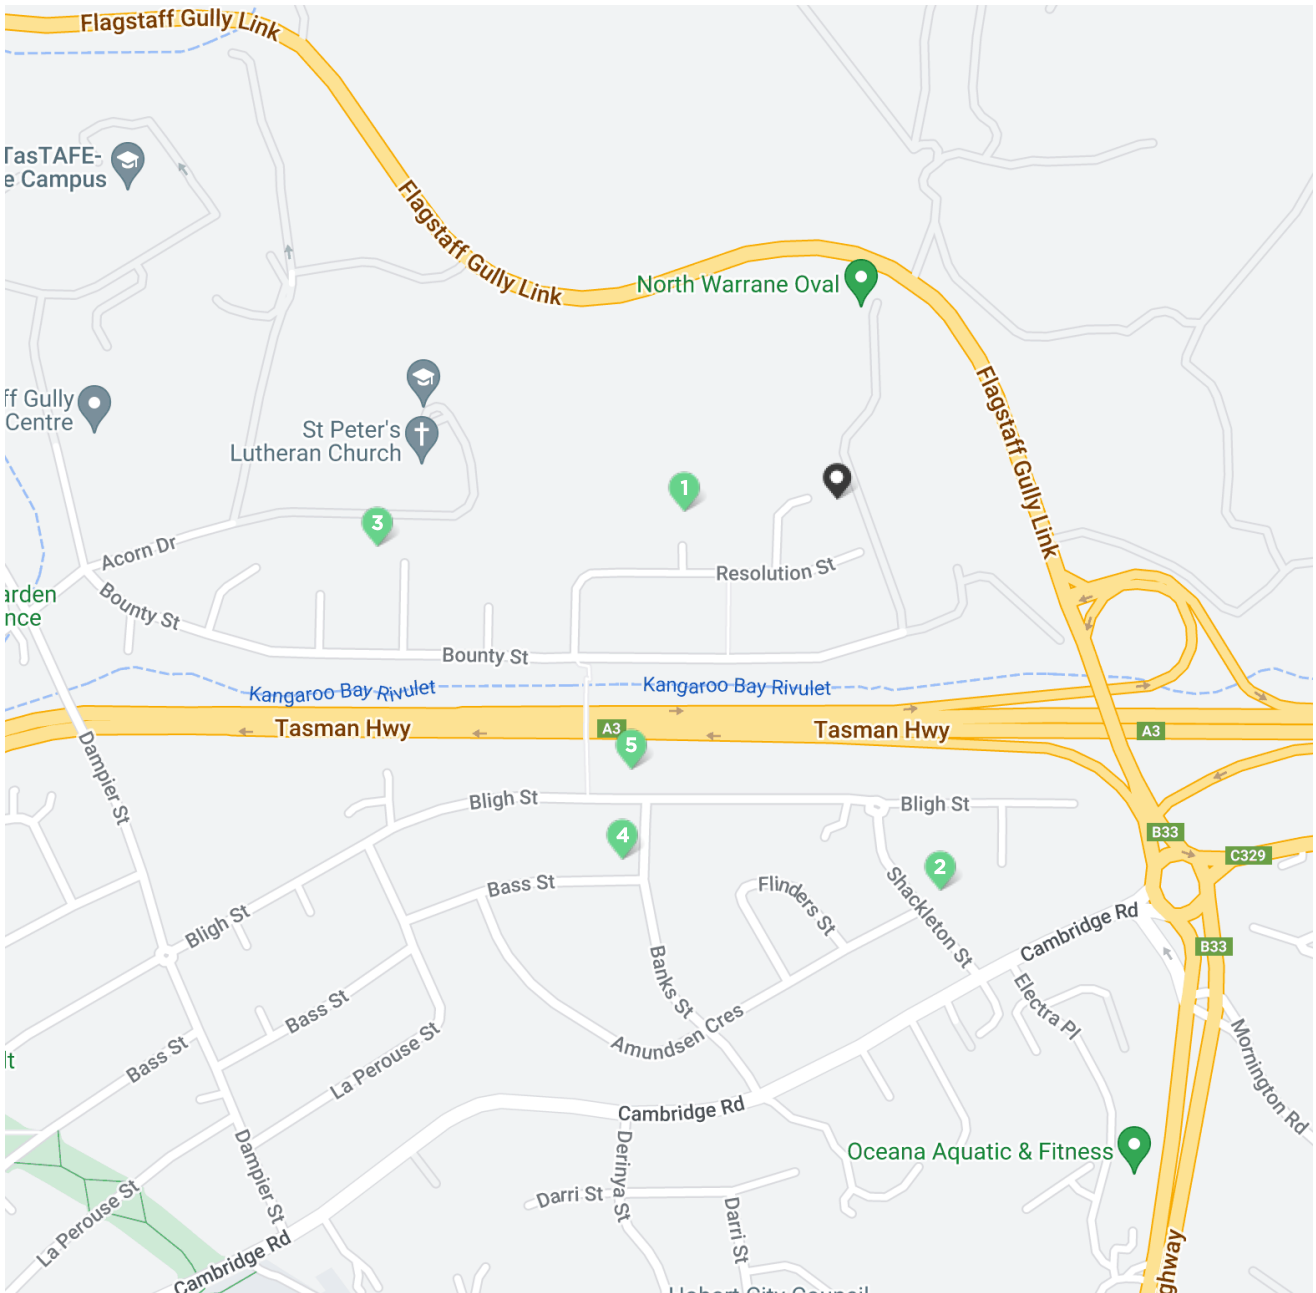 Flagstaff Gully Link
TasTAFE-
e Campus
Flagstaff Gully Link
North Warrane Oval
ff Gully
Centre
St Peter's
Lutheran Church
Flagstaff Gully Link
1
3
Acorn Dr
Resolution St
arden
nce
Bounty St
Bounty St
Kangaroo Bay Rivulet
Kangaroo Bay Rivulet
Tasman Hwy
A3
Tasman Hwy
A3
5
Dampier St
Bligh St
Bligh St
4
B33
C329
2
Bass St
Flinders St
Shackleton St
Bligh St
Cambridge Rd
B33
Banks St
Electra Pl
Bass St
Amundsen Cres
La Perouse St
Bass St
lt
Mornington Rd
Cambridge Rd
Dampier St
Derinya St
Oceana Aquatic & Fitness
Darri St
Darri St
La Perouse St
Cambridge Rd
ghway
Hobart City Council